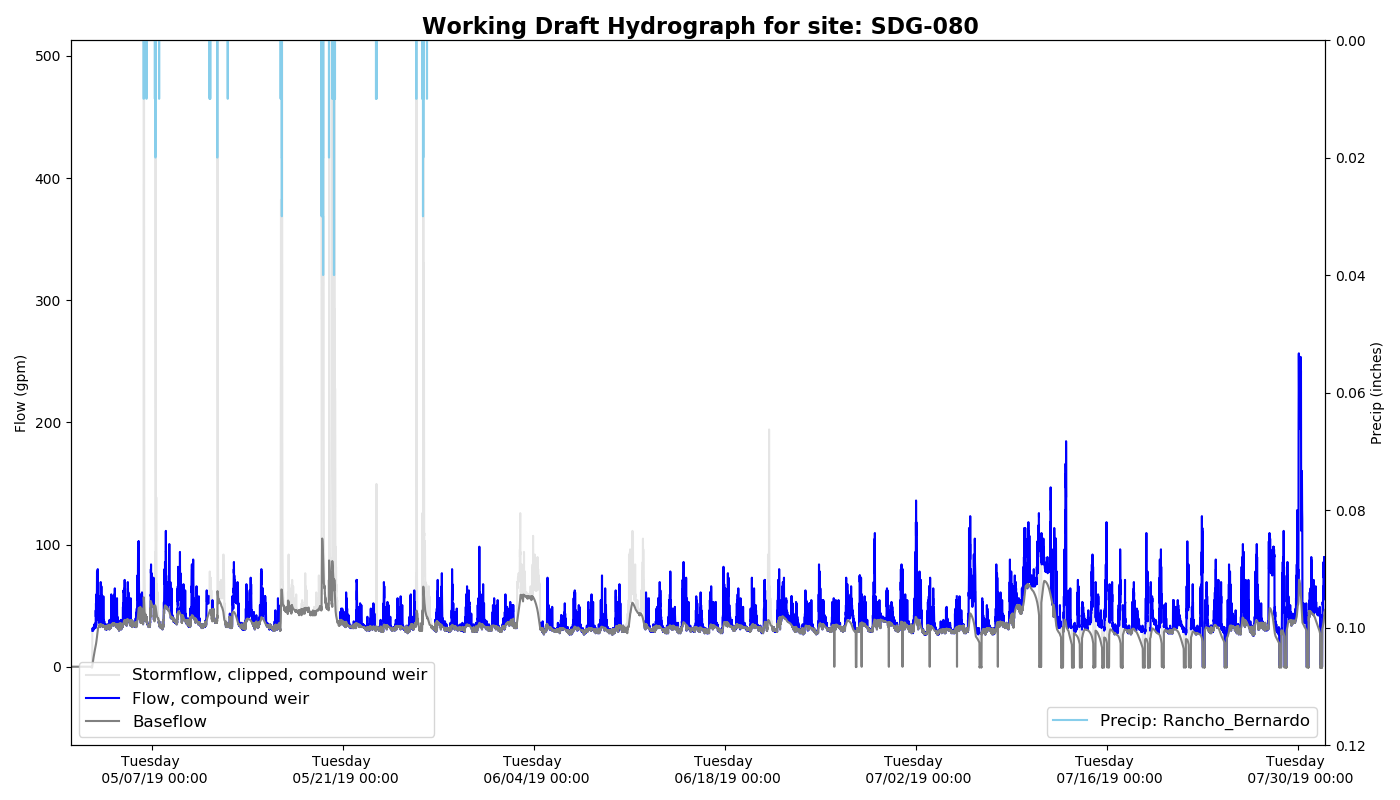 Working Draft Hydrograph for site: SDG-080
500
400
300
200
100
0
Flow (gpm)
0.00
0.02
0.04
0.06
0.08
0.10
0.12
Precip (inches)
Stormflow, clipped, compound weir
Flow, compound weir
Baseflow
Precip: Rancho_Bernardo
Tuesday
05/07/19 00:00
Tuesday
05/21/19 00:00
Tuesday
06/04/19 00:00
Tuesday
06/18/19 00:00
Tuesday
07/02/19 00:00
Tuesday
07/16/19 00:00
Tuesday
07/30/19 00:00